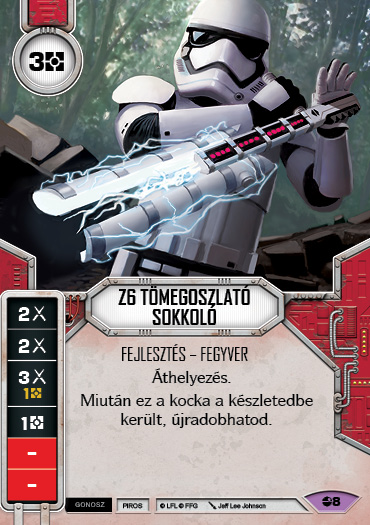 3
Z6 TÖMEGOSZLATÓ
SOKKOLÓ
FEJLESZTÉS – FEGYVER
Áthelyezés.
Miután ez a kocka a készletedbe
került, újradobhatod.
2
2
3
1
1
–
–
GONOSZ
PIROS
© LFL © FFG
Jeff Lee Johnson
8